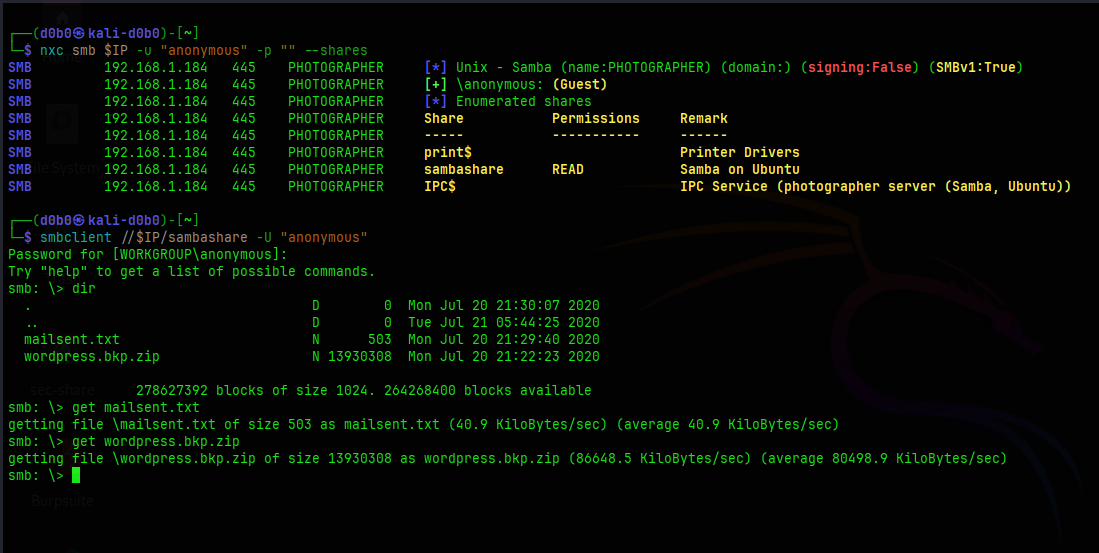 ┌──(d0b0㉿kali-d0b0)-[~]
└─$ nxc smb $IP -u "anonymous" -p "" --shares
SMB         192.168.1.184   445    PHOTOGRAPHER     [*] Unix - Samba (name:PHOTOGRAPHER) (domain:) (signing:False) (SMBv1:True)
SMB         192.168.1.184   445    PHOTOGRAPHER     [+] \anonymous: (Guest)
SMB         192.168.1.184   445    PHOTOGRAPHER     [*] Enumerated shares
SMB         192.168.1.184   445    PHOTOGRAPHER     Share           Permissions     Remark
SMB         192.168.1.184   445    PHOTOGRAPHER     -----           -----------     ------
SMB         192.168.1.184   445    PHOTOGRAPHER     print$                          Printer Drivers
SMB         192.168.1.184   445    PHOTOGRAPHER     sambashare      READ            Samba on Ubuntu
SMB         192.168.1.184   445    PHOTOGRAPHER     IPC$                            IPC Service (photographer server (Samba, Ubuntu))
┌──(d0b0㉿kali-d0b0)-[~]
└─$ smbclient //$IP/sambashare -U "anonymous"
Password for [WORKGROUP\anonymous]:
Try "help" to get a list of possible commands.
smb: \> dir
  .                                   D        0  Mon Jul 20 21:30:07 2020
  ..                                  D        0  Tue Jul 21 05:44:25 2020
  mailsent.txt                        N      503  Mon Jul 20 21:29:40 2020
  wordpress.bkp.zip                   N 13930308  Mon Jul 20 21:22:23 2020
sec-share
                278627392 blocks of size 1024. 264268400 blocks available
smb: \> get mailsent.txt
getting file \mailsent.txt of size 503 as mailsent.txt (40.9 KiloBytes/sec) (average 40.9 KiloBytes/sec)
smb: \> get wordpress.bkp.zip
getting file \wordpress.bkp.zip of size 13930308 as wordpress.bkp.zip (86648.5 KiloBytes/sec) (average 80498.9 KiloBytes/sec)
smb: \>
Burpsuite